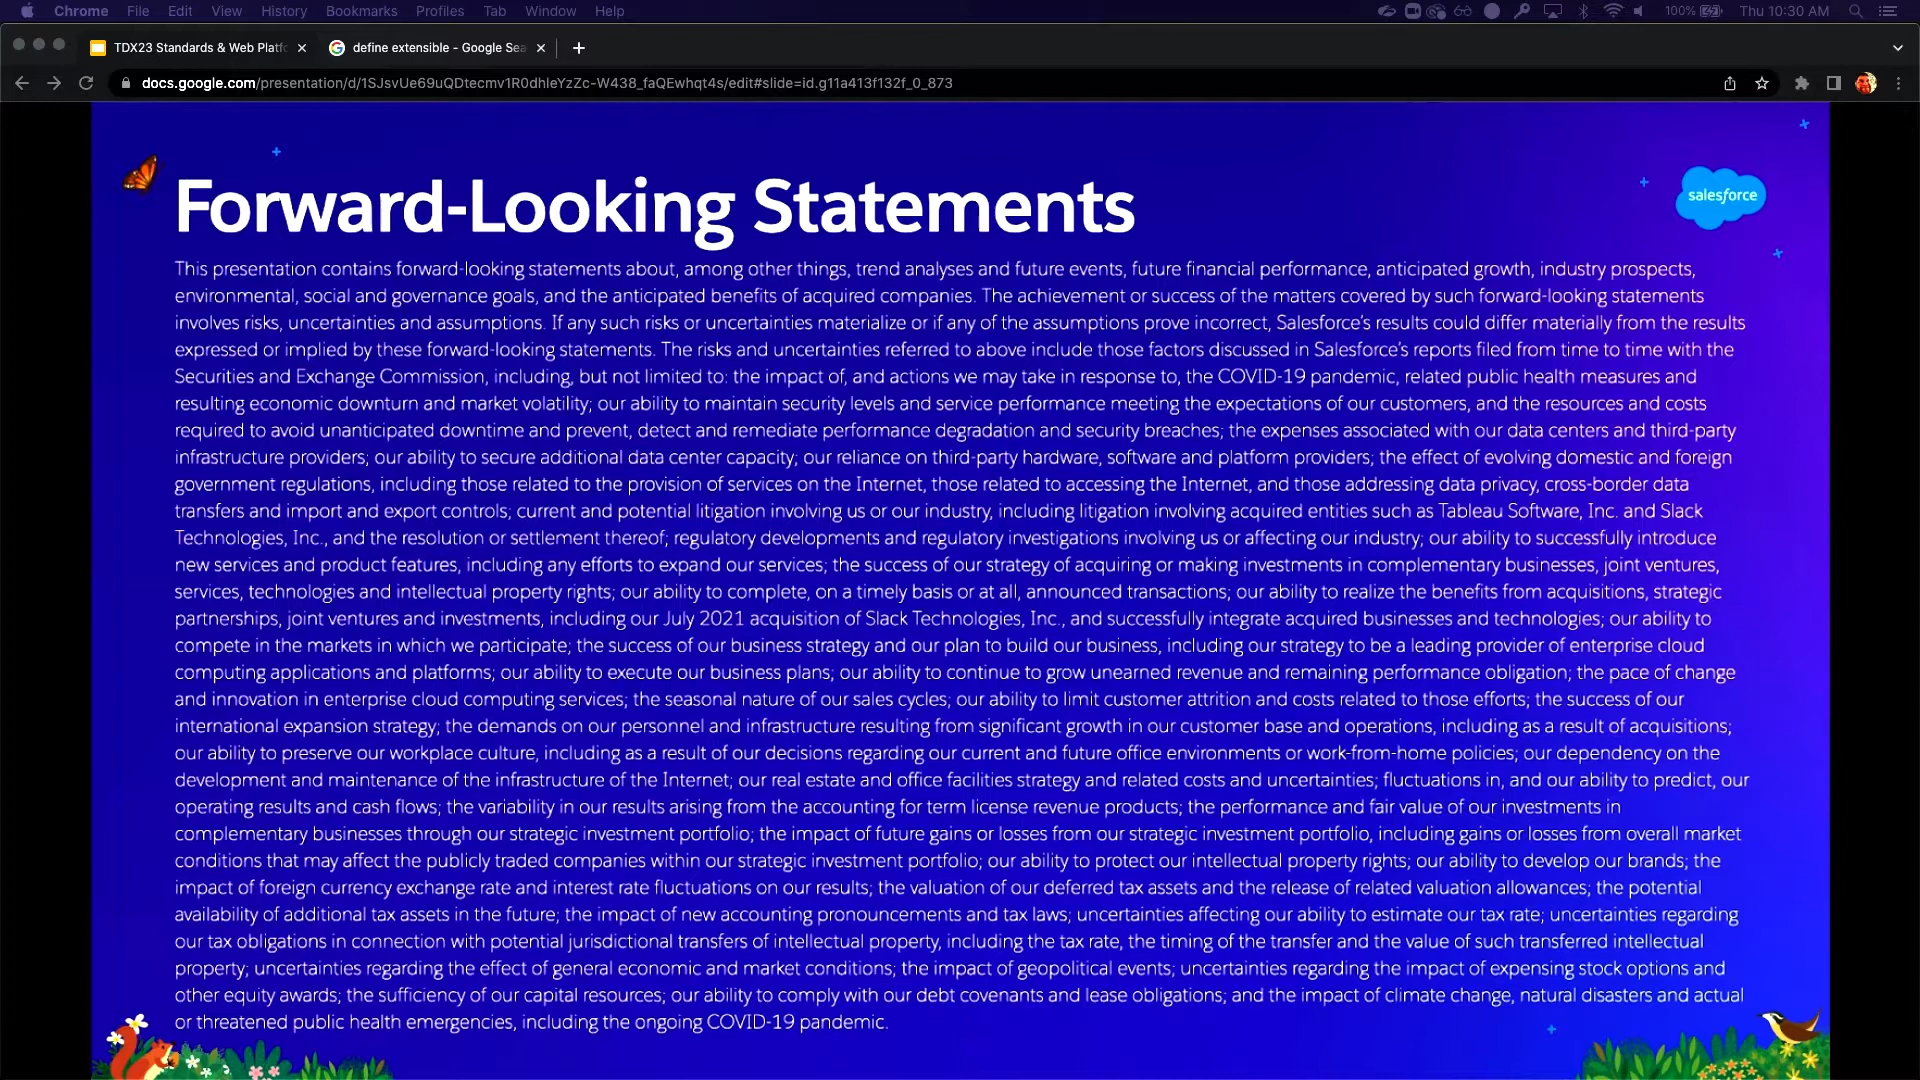 Chrome File Edit View History Bookmarks Profiles Tab Window Help 100% Thu 10:30 AM
TDX23 Standards & Web Platfo define extensible - Google Sea
docs.google.com/presentation/d/1SJsvUe69uQDtecmv1R0dhleYzZc-W438_faQEwhqt4s/edit#slide=id.g11a413f132f_0_873
Forward-Looking Statements
salesforce
This presentation contains forward-looking statements about, among other things, trend analyses and future events, future financial performance, anticipated growth, industry prospects,
environmental, social and governance goals, and the anticipated benefits of acquired companies. The achievement or success of the matters covered by such forward-looking statements
involves risks, uncertainties and assumptions. If any such risks or uncertainties materialize or if any of the assumptions prove incorrect, Salesforce's results could differ materially from the results
expressed or implied by these forward-looking statements. The risks and uncertainties referred to above include those factors discussed in Salesforce's reports filed from time to time with the
Securities and Exchange Commission, including, but not limited to: the impact of, and actions we may take in response to, the COVID-19 pandemic, related public health measures and
resulting economic downturn and market volatility; our ability to maintain security levels and service performance meeting the expectations of our customers, and the resources and costs
required to avoid unanticipated downtime and prevent, detect and remediate performance degradation and security breaches; the expenses associated with our data centers and third-party
infrastructure providers; our ability to secure additional data center capacity; our reliance on third-party hardware, software and platform providers; the effect of evolving domestic and foreign
government regulations, including those related to the provision of services on the Internet, those related to accessing the Internet, and those addressing data privacy, cross-border data
transfers and import and export controls; current and potential litigation involving us or our industry, including litigation involving acquired entities such as Tableau Software, Inc. and Slack
Technologies, Inc., and the resolution or settlement thereof; regulatory developments and regulatory investigations involving us or affecting our industry; our ability to successfully introduce
new services and product features, including any efforts to expand our services; the success of our strategy of acquiring or making investments in complementary businesses, joint ventures,
services, technologies and intellectual property rights; our ability to complete, on a timely basis or at all, announced transactions; our ability to realize the benefits from acquisitions, strategic
partnerships, joint ventures and investments, including our July 2021 acquisition of Slack Technologies, Inc., and successfully integrate acquired businesses and technologies; our ability to
compete in the markets in which we participate; the success of our business strategy and our plan to build our business, including our strategy to be a leading provider of enterprise cloud
computing applications and platforms; our ability to execute our business plans; our ability to continue to grow unearned revenue and remaining performance obligation; the pace of change
and innovation in enterprise cloud computing services; the seasonal nature of our sales cycles; our ability to limit customer attrition and costs related to those efforts; the success of our
international expansion strategy; the demands on our personnel and infrastructure resulting from significant growth in our customer base and operations, including as a result of acquisitions;
our ability to preserve our workplace culture, including as a result of our decisions regarding our current and future office environments or work-from-home policies; our dependency on the
development and maintenance of the infrastructure of the Internet; our real estate and office facilities strategy and related costs and uncertainties; fluctuations in, and our ability to predict, our
operating results and cash flows; the variability in our results arising from the accounting for term license revenue products; the performance and fair value of our investments in
complementary businesses through our strategic investment portfolio; the impact of future gains or losses from our strategic investment portfolio, including gains or losses from overall market
conditions that may affect the publicly traded companies within our strategic investment portfolio; our ability to protect our intellectual property rights; our ability to develop our brands; the
impact of foreign currency exchange rate and interest rate fluctuations on our results; the valuation of our deferred tax assets and the release of related valuation allowances; the potential
availability of additional tax assets in the future; the impact of new accounting pronouncements and tax laws; uncertainties affecting our ability to estimate our tax rate; uncertainties regarding
our tax obligations in connection with potential jurisdictional transfers of intellectual property, including the tax rate, the timing of the transfer and the value of such transferred intellectual
property; uncertainties regarding the effect of general economic and market conditions; the impact of geopolitical events; uncertainties regarding the impact of expensing stock options and
other equity awards; the sufficiency of our capital resources; our ability to comply with our debt covenants and lease obligations; and the impact of climate change, natural disasters and actual
or threatened public health emergencies, including the ongoing COVID-19 pandemic.